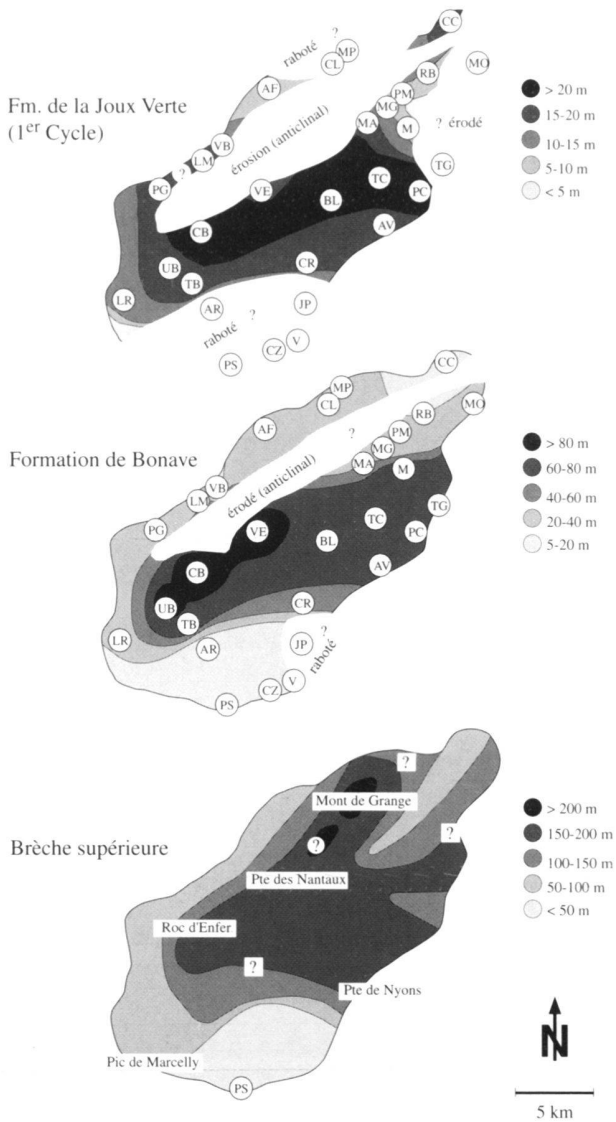 Fm. de la Joux Verte
(1er Cycle)
raboté ?
CC
MP
CL
MO
AF
RB
PM
MG
MA
M
? érodé
VB
LM
?
érosion (anticlinal)
TG
PG
VE
TC
PC
BL
CB
AV
UB
TB
CR
LR
AR
JP
raboté ?
?
V
CZ
PS
> 20 m
15-20 m
10-15 m
5-10 m
< 5 m
Formation de Bonave
CC
MP
CL
MO
AF
RB
?
PM
MG
MA
M
VB
LM
érodé (anticlinal)
PG
TG
VE
TC
PC
BL
CB
AV
UB
TB
CR
LR
AR
JP
?
raboté
V
CZ
PS
> 80 m
60-80 m
40-60 m
20-40 m
5-20 m
Brèche supérieure
?
Mont de Grange
?
?
Pte des Nantaux
Roc d'Enfer
?
Pte de Nyons
Pic de Marcelly
PS
> 200 m
150-200 m
100-150 m
50-100 m
< 50 m
N
5 km